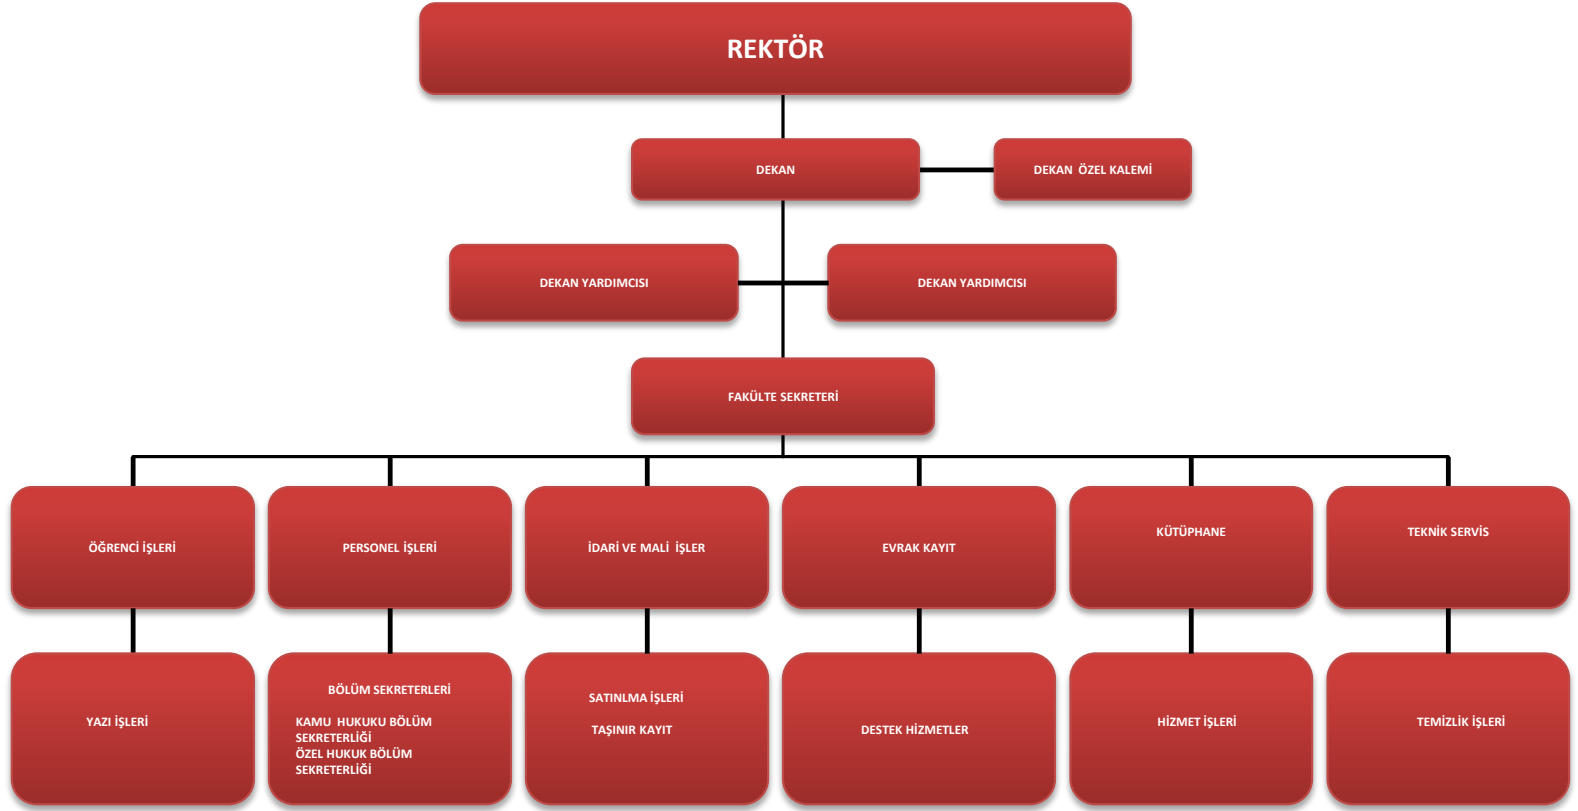 REKTÖR
DEKAN
DEKAN ÖZEL KALEMİ
DEKAN YARDIMCISI
DEKAN YARDIMCISI
FAKÜLTE SEKRETERİ
ÖĞRENCİ İŞLERİ
PERSONEL İŞLERİ
İDARİ VE MALİ İŞLER
EVRAK KAYIT
KÜTÜPHANE
TEKNİK SERVİS
YAZI İŞLERİ
BÖLÜM SEKRETERLERİ
KAMU HUKUKU BÖLÜM
SEKRETERLİĞİ
ÖZEL HUKUK BÖLÜM
SEKRETERLİĞİ
SATINLMA İŞLERİ
TAŞINIR KAYIT
DESTEK HİZMETLER
HİZMET İŞLERİ
TEMİZLİK İŞLERİ